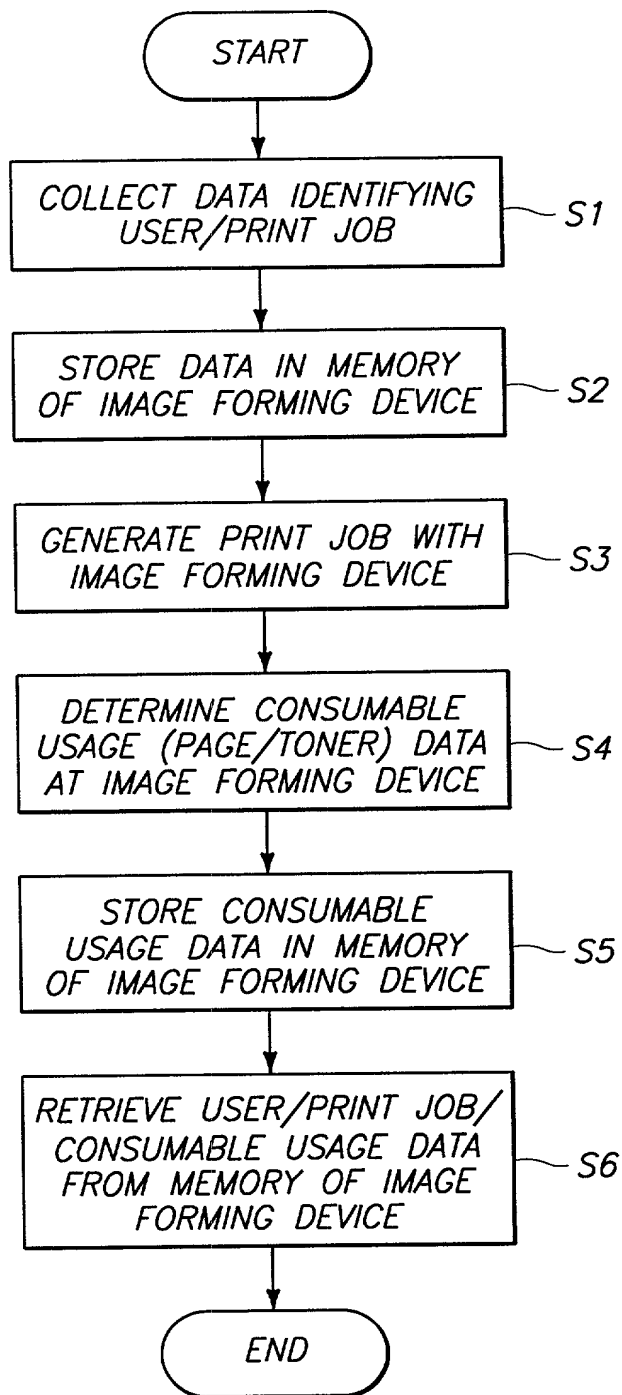 START
COLLECT DATA IDENTIFYING
USER/PRINT JOB
S1
STORE DATA IN MEMORY
OF IMAGE FORMING DEVICE
S2
GENERATE PRINT JOB WITH
IMAGE FORMING DEVICE
S3
DETERMINE CONSUMABLE
USAGE (PAGE/TONER) DATA
AT IMAGE FORMING DEVICE
S4
STORE CONSUMABLE
USAGE DATA IN MEMORY
OF IMAGE FORMING DEVICE
S5
RETRIEVE USER/PRINT JOB/
CONSUMABLE USAGE DATA
FROM MEMORY OF IMAGE
FORMING DEVICE
S6
END